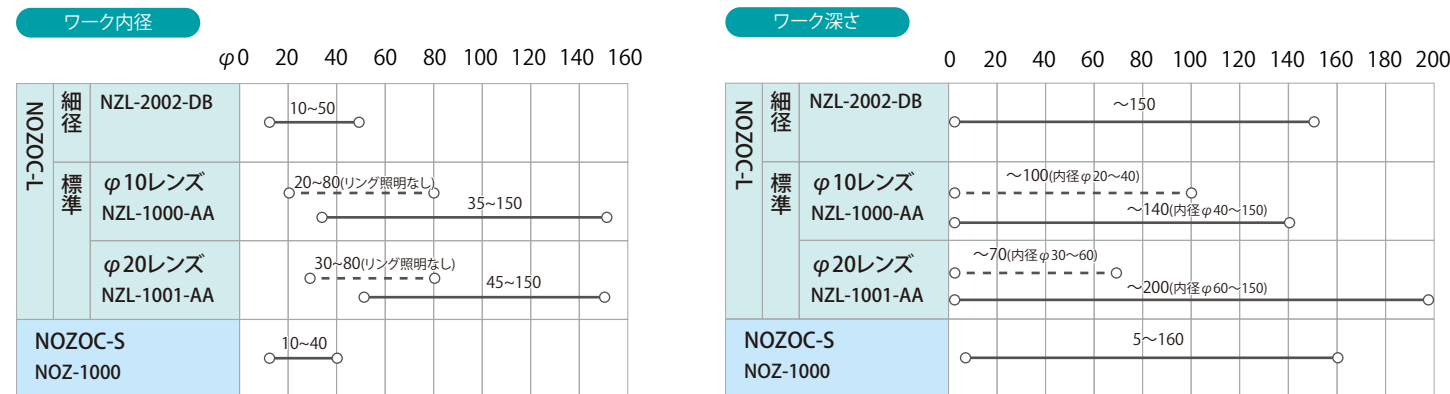 ワーク内径
φ0 20 40 60 80 100 120 140 160
NOZOC-L
細径
NZL-2002-DB
10~50
標準
φ10レンズ
NZL-1000-AA
20~80(リング照明なし)
35~150
φ20レンズ
NZL-1001-AA
30~80(リング照明なし)
45~150
NOZOC-S
NOZ-1000
10~40
ワーク深さ
0 20 40 60 80 100 120 140 160 180 200
NOZOC-L
細径
NZL-2002-DB
～150
標準
φ10レンズ
NZL-1000-AA
～100(内径φ20～40)
～140(内径φ40～150)
φ20レンズ
NZL-1001-AA
～70(内径φ30～60)
～200(内径φ60～150)
NOZOC-S
NOZ-1000
5～160